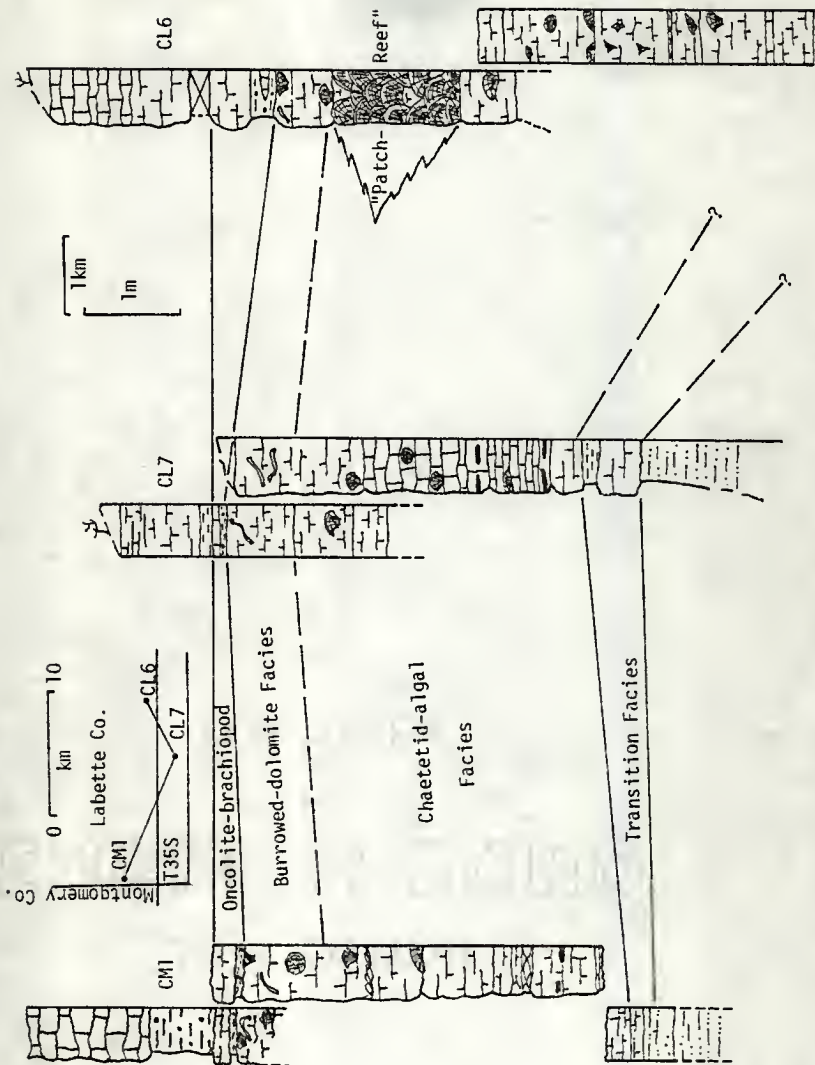 CM1
CL7
CL6
0
10
km
Montgomery Co.
Labette Co.
T35S
CM1
CL7
CL6
1km
1m
Oncolite-brachiopod
Burrowed-dolomite Facies
Chaetetid-algal
Facies
Transition Facies
"Patch-
Reef"
?
?